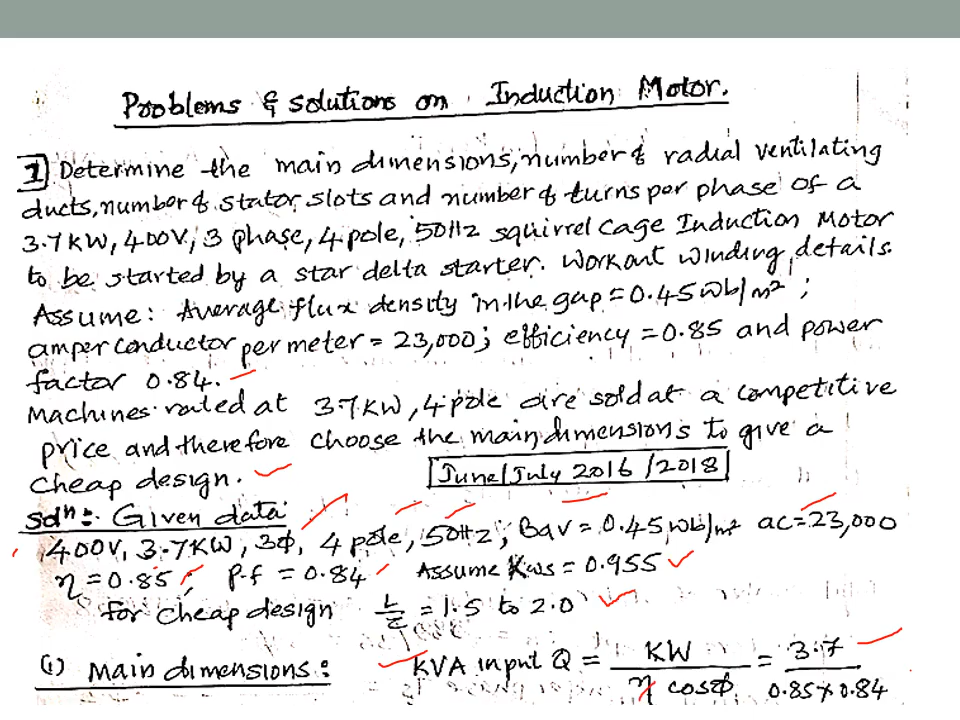 Problems & solutions on Induction Motor.
1 Determine the main dimensions, number of radial ventilating
ducts, number of stator slots and number of turns per phase of a
3.7 KW, 400V, 3 phase, 4 pole, 50Hz squirrel cage Induction Motor
to be started by a star delta starter. Workout winding details.
Assume: Average flux density in the gap = 0.45 wb/m² ;
amper conductor per meter = 23,000; efficiency = 0.85 and power
factor 0.84.
Machines rated at 3.7 KW, 4 pole are sold at a competitive
price and therefore choose the main dimensions to give a
cheap design. June/July 2016/2018
Soln:- Given data
400V, 3.7KW, 3ϕ, 4 pole, 50Hz, Bav = 0.45 wb/m² ac = 23,000
η = 0.85; P.f = 0.84 Assume Kws = 0.955
for cheap design L/τ = 1.5 to 2.0
(1) Main dimensions: KVA input Q = KW / η cosϕ = 3.7 / 0.85 x 0.84